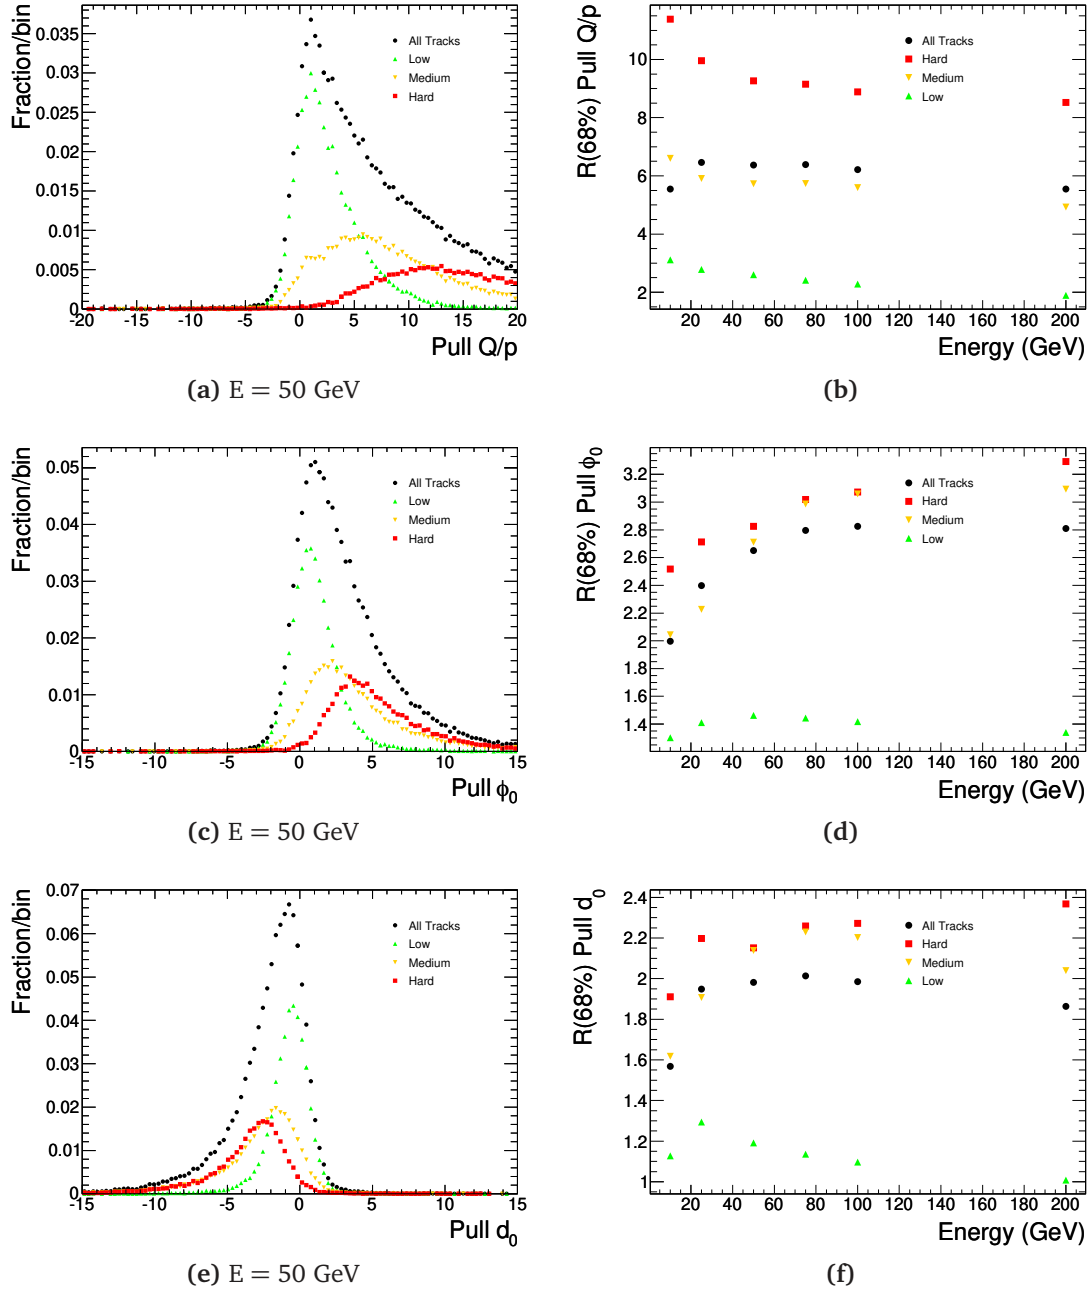 Fraction/bin
0.035
0.03
0.025
0.02
0.015
0.01
0.005
0
-20 -15 -10 -5 0 5 10 15 20
Pull Q/p
All Tracks
Low
Medium
Hard
(a) E = 50 GeV
R(68%) Pull Q/p
10
8
6
4
2
20 40 60 80 100 120 140 160 180 200
Energy (GeV)
All Tracks
Hard
Medium
Low
(b)
Fraction/bin
0.05
0.04
0.03
0.02
0.01
0
-15 -10 -5 0 5 10 15
Pull ϕ₀
All Tracks
Low
Medium
Hard
(c) E = 50 GeV
R(68%) Pull ϕ₀
3.2
3
2.8
2.6
2.4
2.2
2
1.8
1.6
1.4
20 40 60 80 100 120 140 160 180 200
Energy (GeV)
All Tracks
Hard
Medium
Low
(d)
Fraction/bin
0.07
0.06
0.05
0.04
0.03
0.02
0.01
0
-15 -10 -5 0 5 10 15
Pull d₀
All Tracks
Low
Medium
Hard
(e) E = 50 GeV
R(68%) Pull d₀
2.4
2.2
2
1.8
1.6
1.4
1.2
1
20 40 60 80 100 120 140 160 180 200
Energy (GeV)
All Tracks
Hard
Medium
Low
(f)